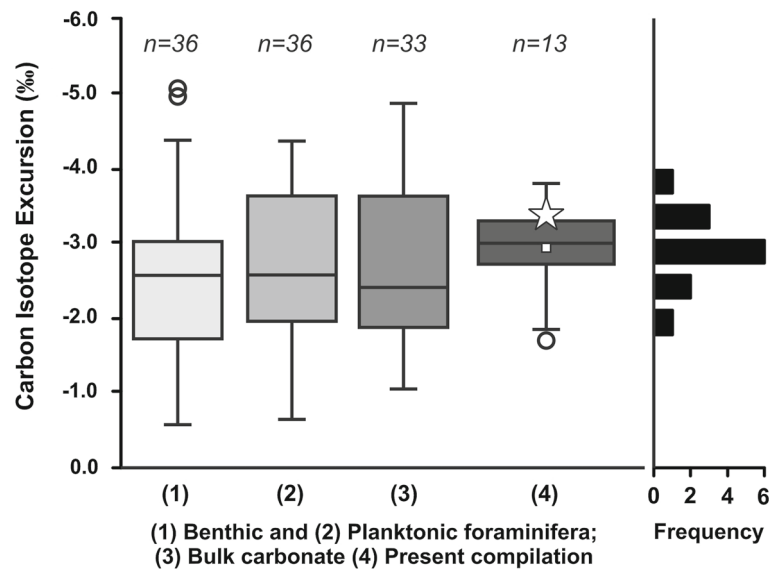 Carbon Isotope Excursion (‰)
-6.0
-5.0
-4.0
-3.0
-2.0
-1.0
0.0
n=36 n=36 n=33 n=13
(1) (2) (3) (4)
0 2 4 6
(1) Benthic and (2) Planktonic foraminifera;
(3) Bulk carbonate (4) Present compilation
Frequency